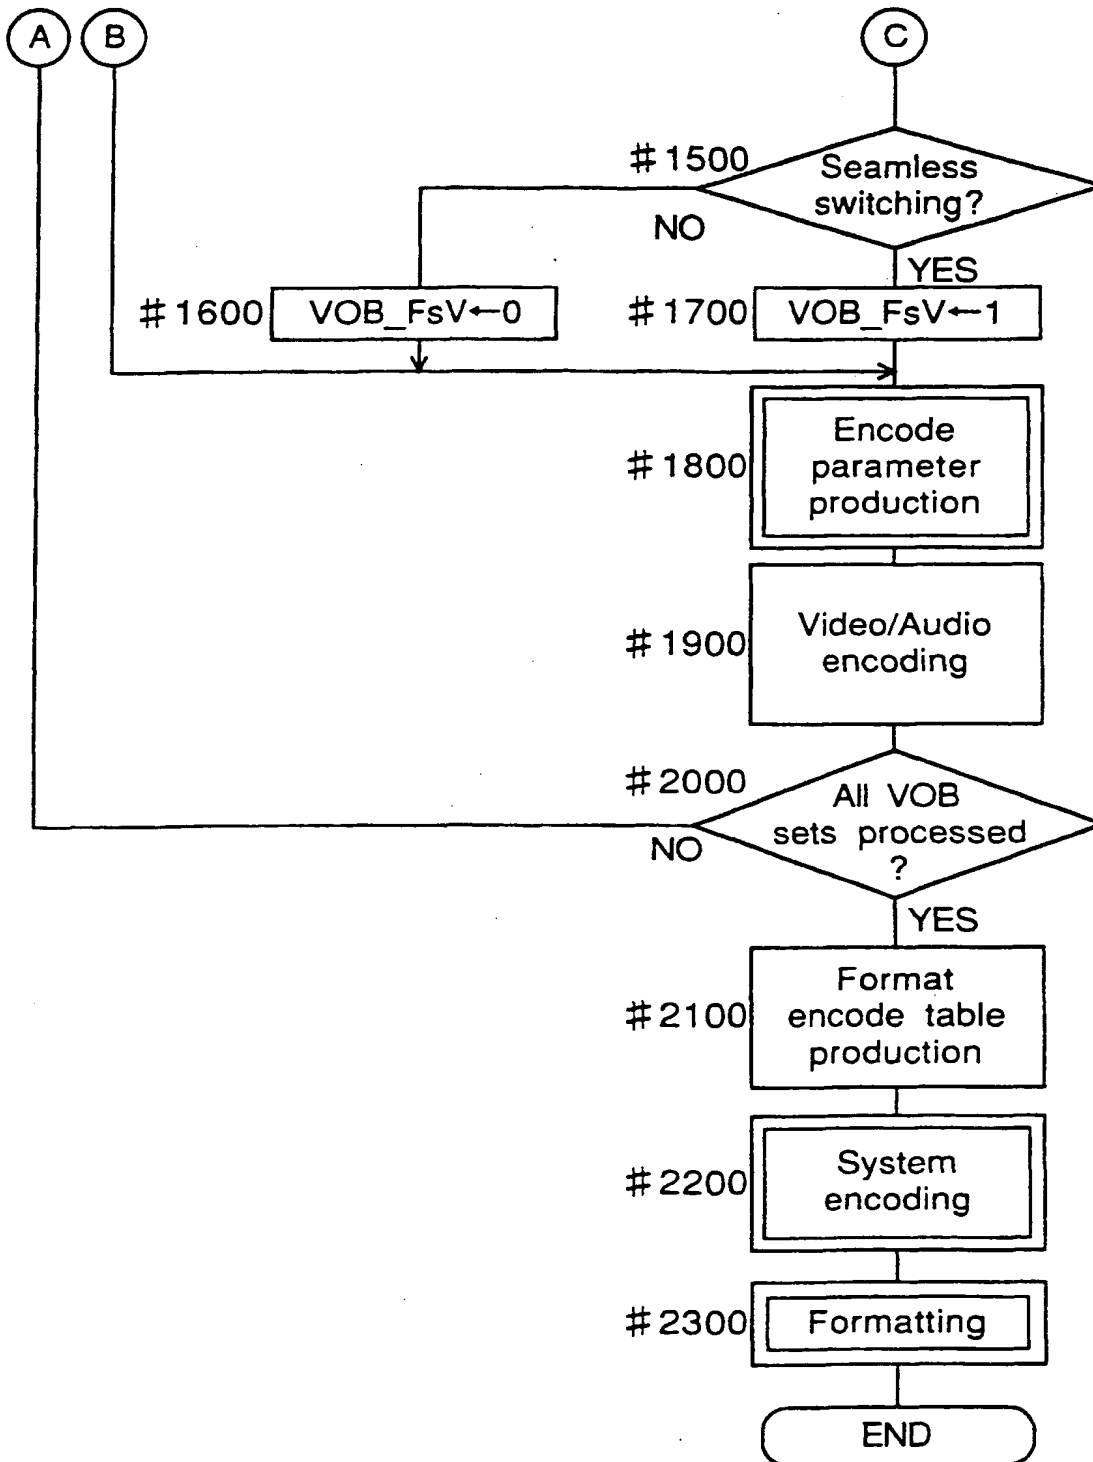 A B C
#1500 Seamless
switching?
NO
YES
#1600 VOB_FsV←0
#1700 VOB_FsV←1
#1800 Encode
parameter
production
#1900 Video/Audio
encoding
#2000 All VOB
sets processed
?
NO
YES
#2100 Format
encode table
production
#2200 System
encoding
#2300 Formatting
END